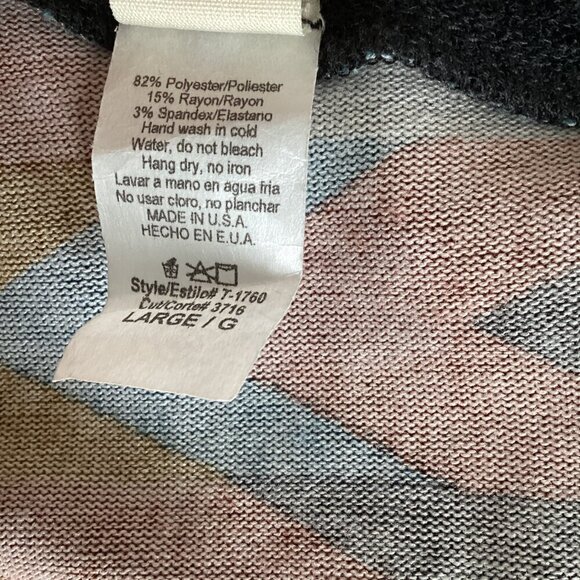 82% Polyester/Poliester
15% Rayon/Rayon
3% Spandex/Elastano
Hand wash in cold
Water, do not bleach
Hang dry, no iron
Lavar a mano en agua fria
No usar cloro, no planchar
MADE IN U.S.A.
HECHO EN E.U.A.
Style/Estilo# T-1760
Cut/Corte# 3716
LARGE / G